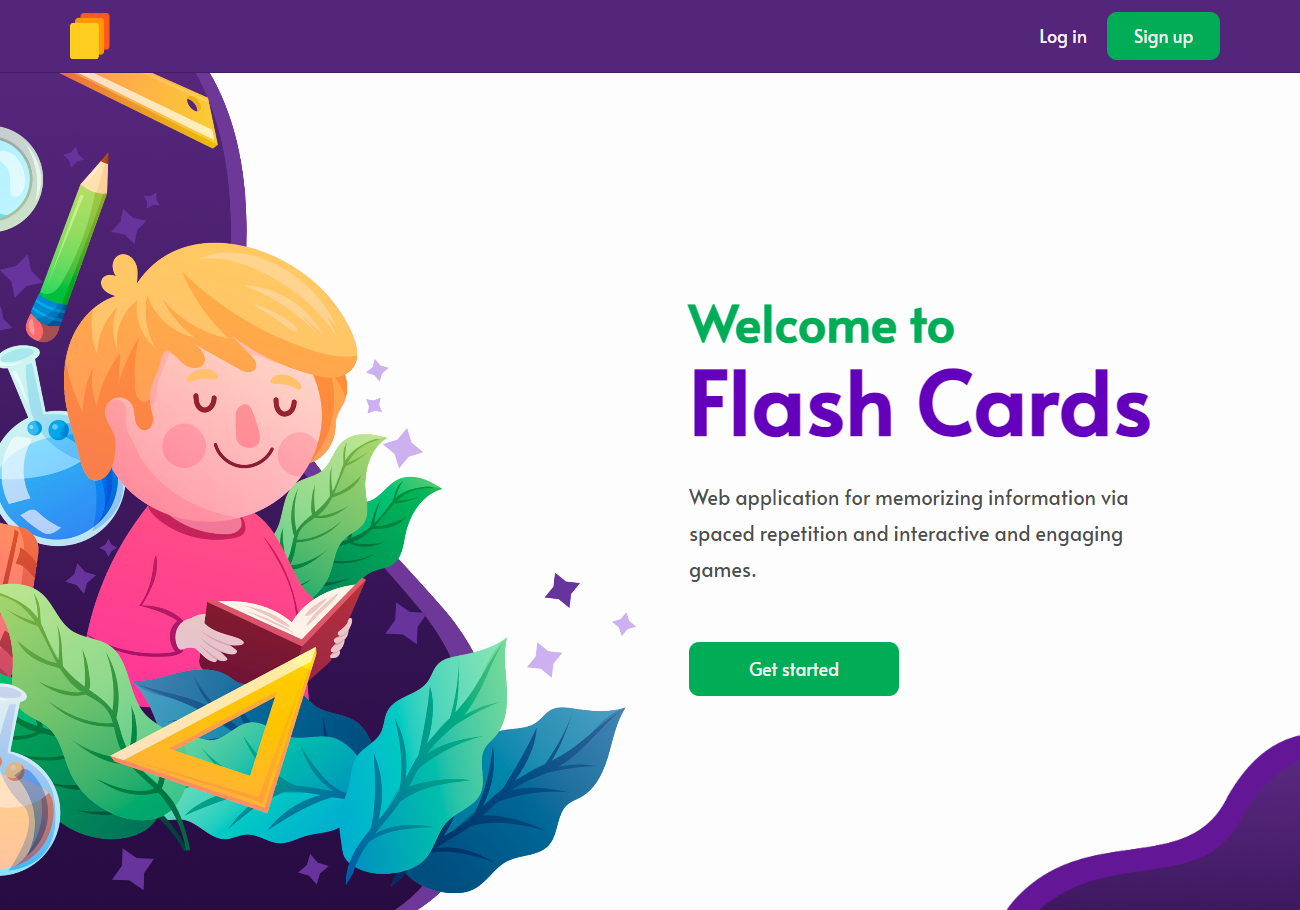 Log in
Sign up
Welcome to
Flash Cards
Web application for memorizing information via
spaced repetition and interactive and engaging
games.
Get started